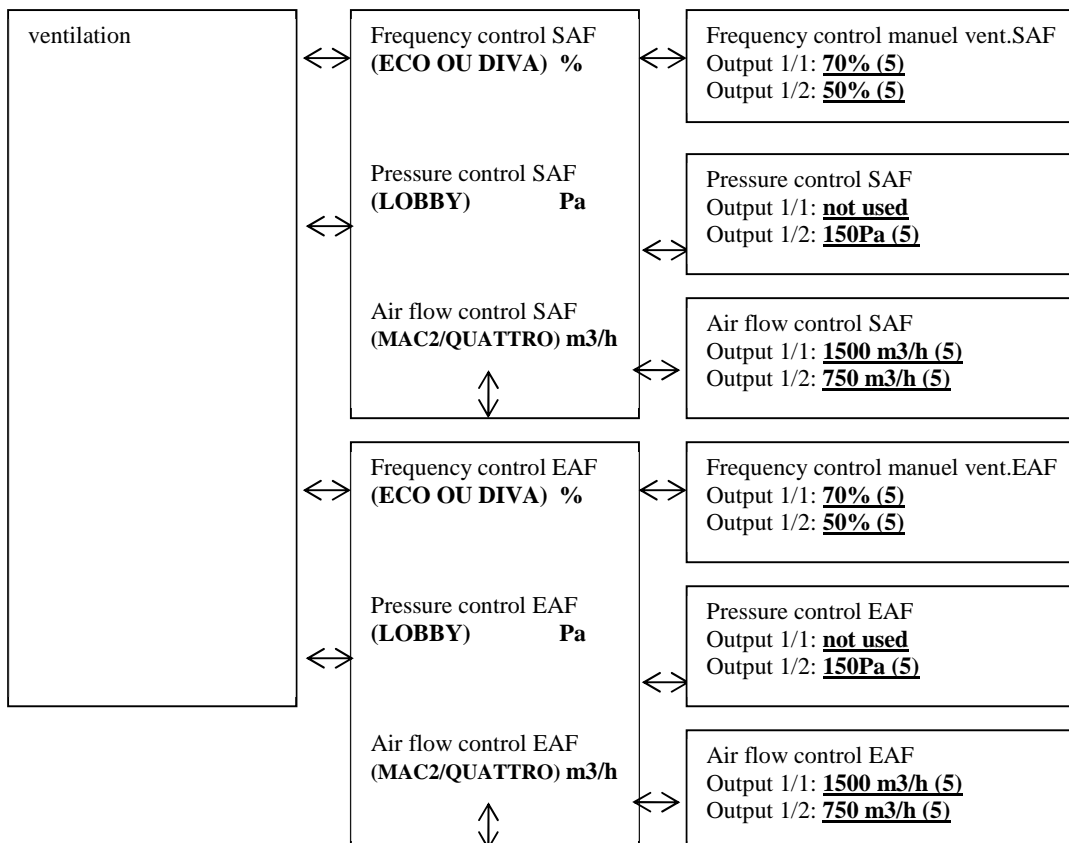 ventilation
Frequency control SAF
(ECO OU DIVA) %
Pressure control SAF
(LOBBY) Pa
Air flow control SAF
(MAC2/QUATTRO) m3/h
Frequency control manuel vent.SAF
Output 1/1: 70% (5)
Output 1/2: 50% (5)
Pressure control SAF
Output 1/1: not used
Output 1/2: 150Pa (5)
Air flow control SAF
Output 1/1: 1500 m3/h (5)
Output 1/2: 750 m3/h (5)
Frequency control EAF
(ECO OU DIVA) %
Pressure control EAF
(LOBBY) Pa
Air flow control EAF
(MAC2/QUATTRO) m3/h
Frequency control manuel vent.EAF
Output 1/1: 70% (5)
Output 1/2: 50% (5)
Pressure control EAF
Output 1/1: not used
Output 1/2: 150Pa (5)
Air flow control EAF
Output 1/1: 1500 m3/h (5)
Output 1/2: 750 m3/h (5)